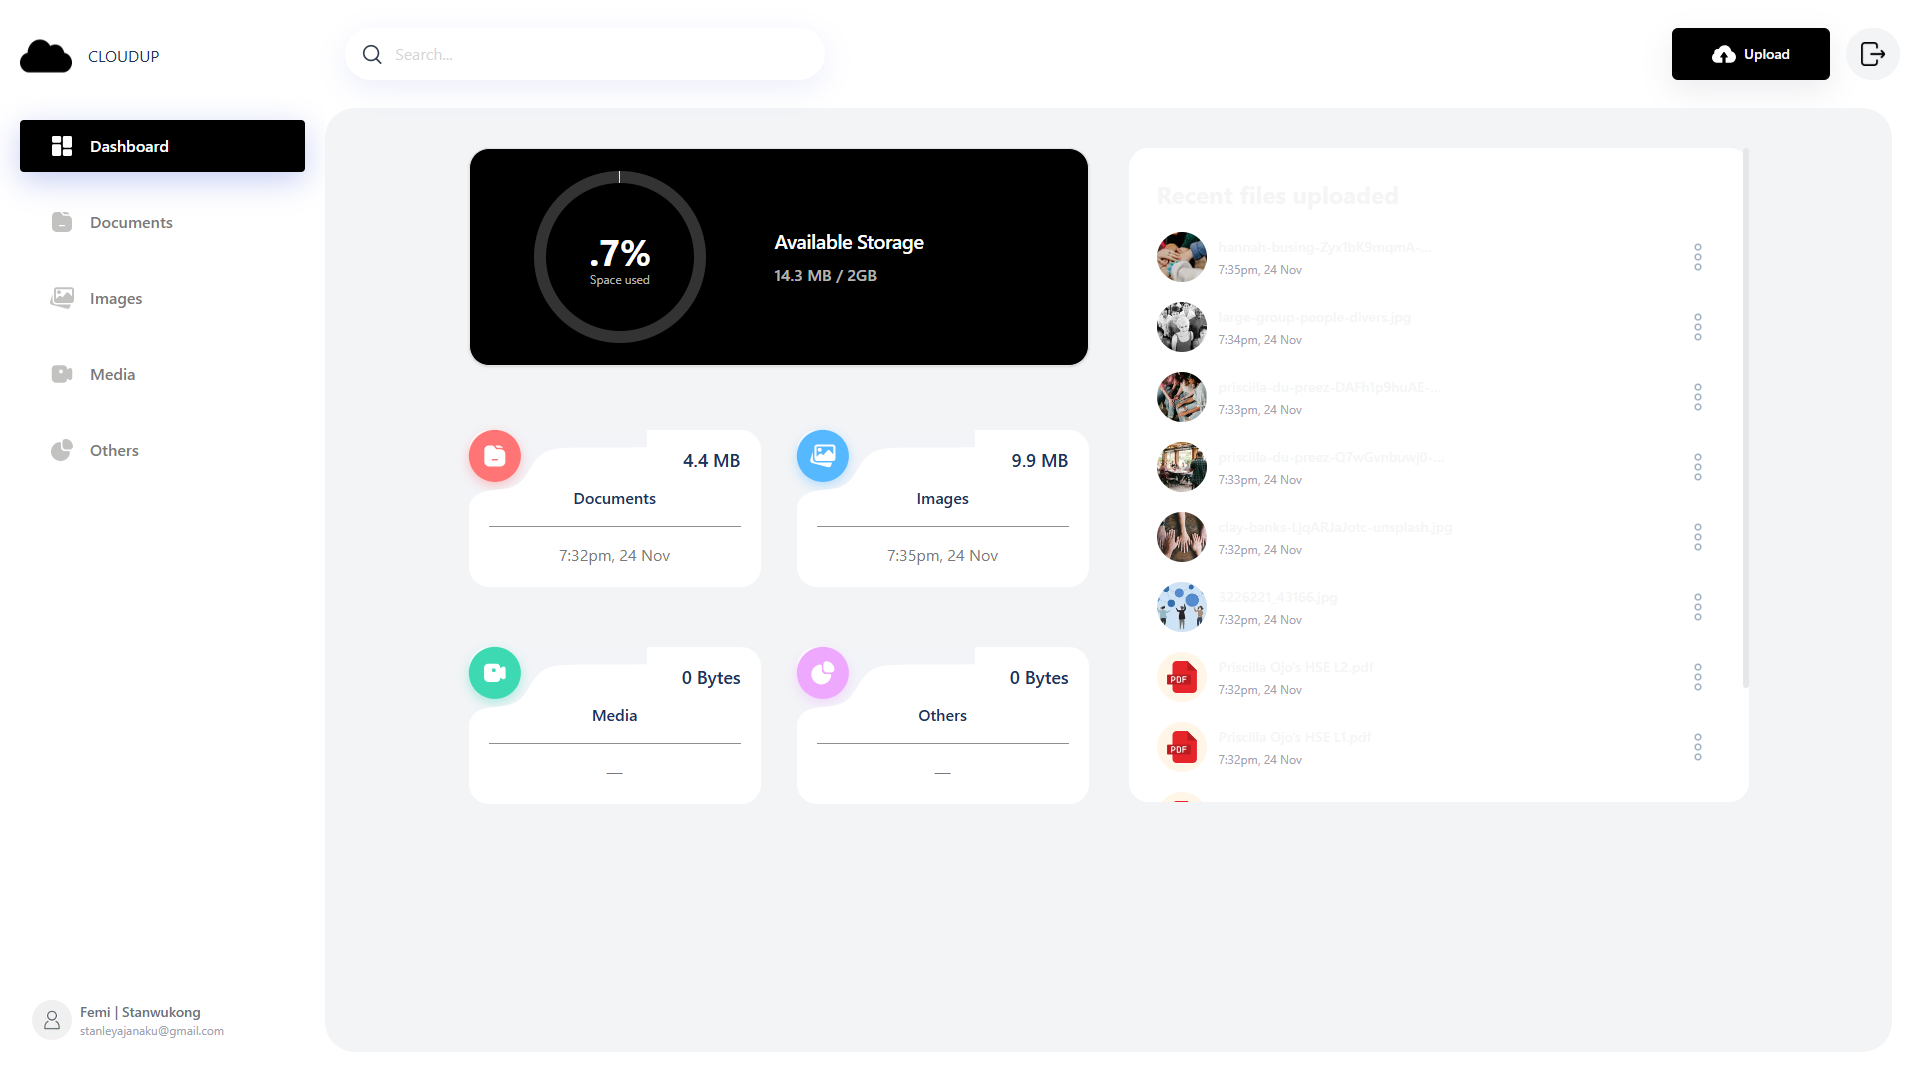 CLOUDUP
Search...
Upload
Dashboard
Documents
Images
Media
Others
.7%
Space used
Available Storage
14.3 MB / 2GB
4.4 MB
Documents
7:32pm, 24 Nov
9.9 MB
Images
7:35pm, 24 Nov
0 Bytes
Media
—
0 Bytes
Others
—
Recent files uploaded
hannah-busing-Zyx1bK9mqmA-...
7:35pm, 24 Nov
large-group-people-divers.jpg
7:34pm, 24 Nov
priscilla-du-preez-DAFh1p9huAE-...
7:33pm, 24 Nov
priscilla-du-preez-Q7wGvnbuwj0-...
7:33pm, 24 Nov
clay-banks-LjqARJaJotc-unsplash.jpg
7:32pm, 24 Nov
3226221_43166.jpg
7:32pm, 24 Nov
PDF
Priscilla Ojo's HSE L2.pdf
7:32pm, 24 Nov
PDF
Priscilla Ojo's HSE L1.pdf
7:32pm, 24 Nov
Femi | Stanwukong
stanleyajanaku@gmail.com